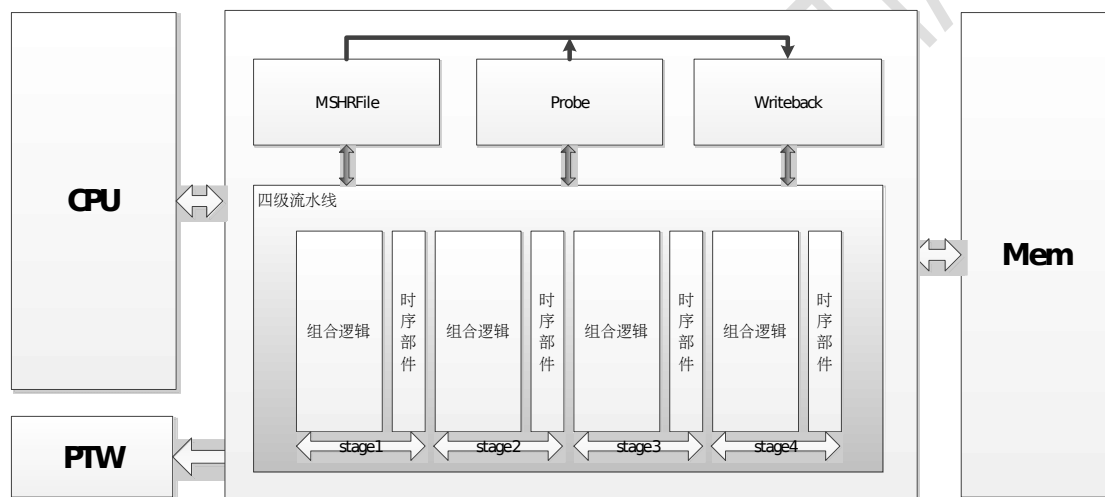 MSHRFile
Probe
Writeback
CPU
四级流水线
Mem
组合逻辑
时序部件
组合逻辑
时序部件
组合逻辑
时序部件
组合逻辑
时序部件
stage1
stage2
stage3
stage4
PTW